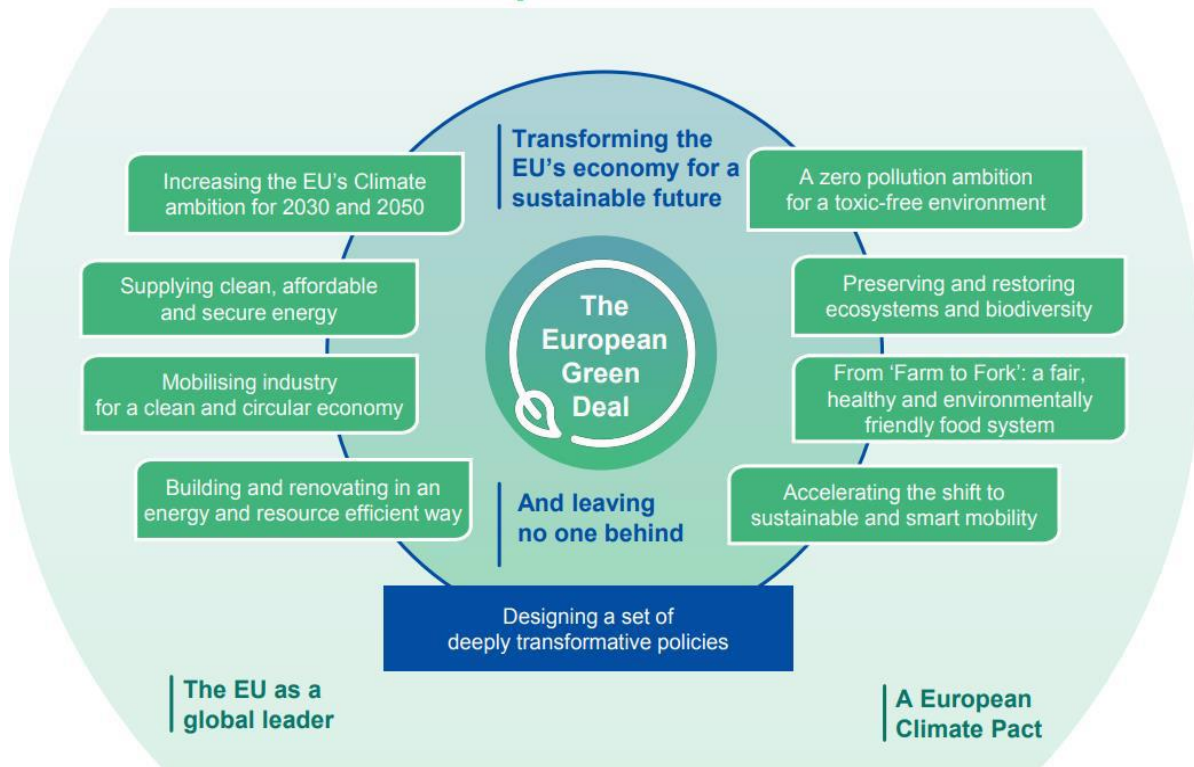 Transforming the
EU’s economy for a
sustainable future
Increasing the EU’s Climate
ambition for 2030 and 2050
Supplying clean, affordable
and secure energy
Mobilising industry
for a clean and circular economy
Building and renovating in an
energy and resource efficient way
The
European
Green
Deal
A zero pollution ambition
for a toxic-free environment
Preserving and restoring
ecosystems and biodiversity
From ‘Farm to Fork’: a fair,
healthy and environmentally
friendly food system
Accelerating the shift to
sustainable and smart mobility
And leaving
no one behind
Designing a set of
deeply transformative policies
The EU as a
global leader
A European
Climate Pact